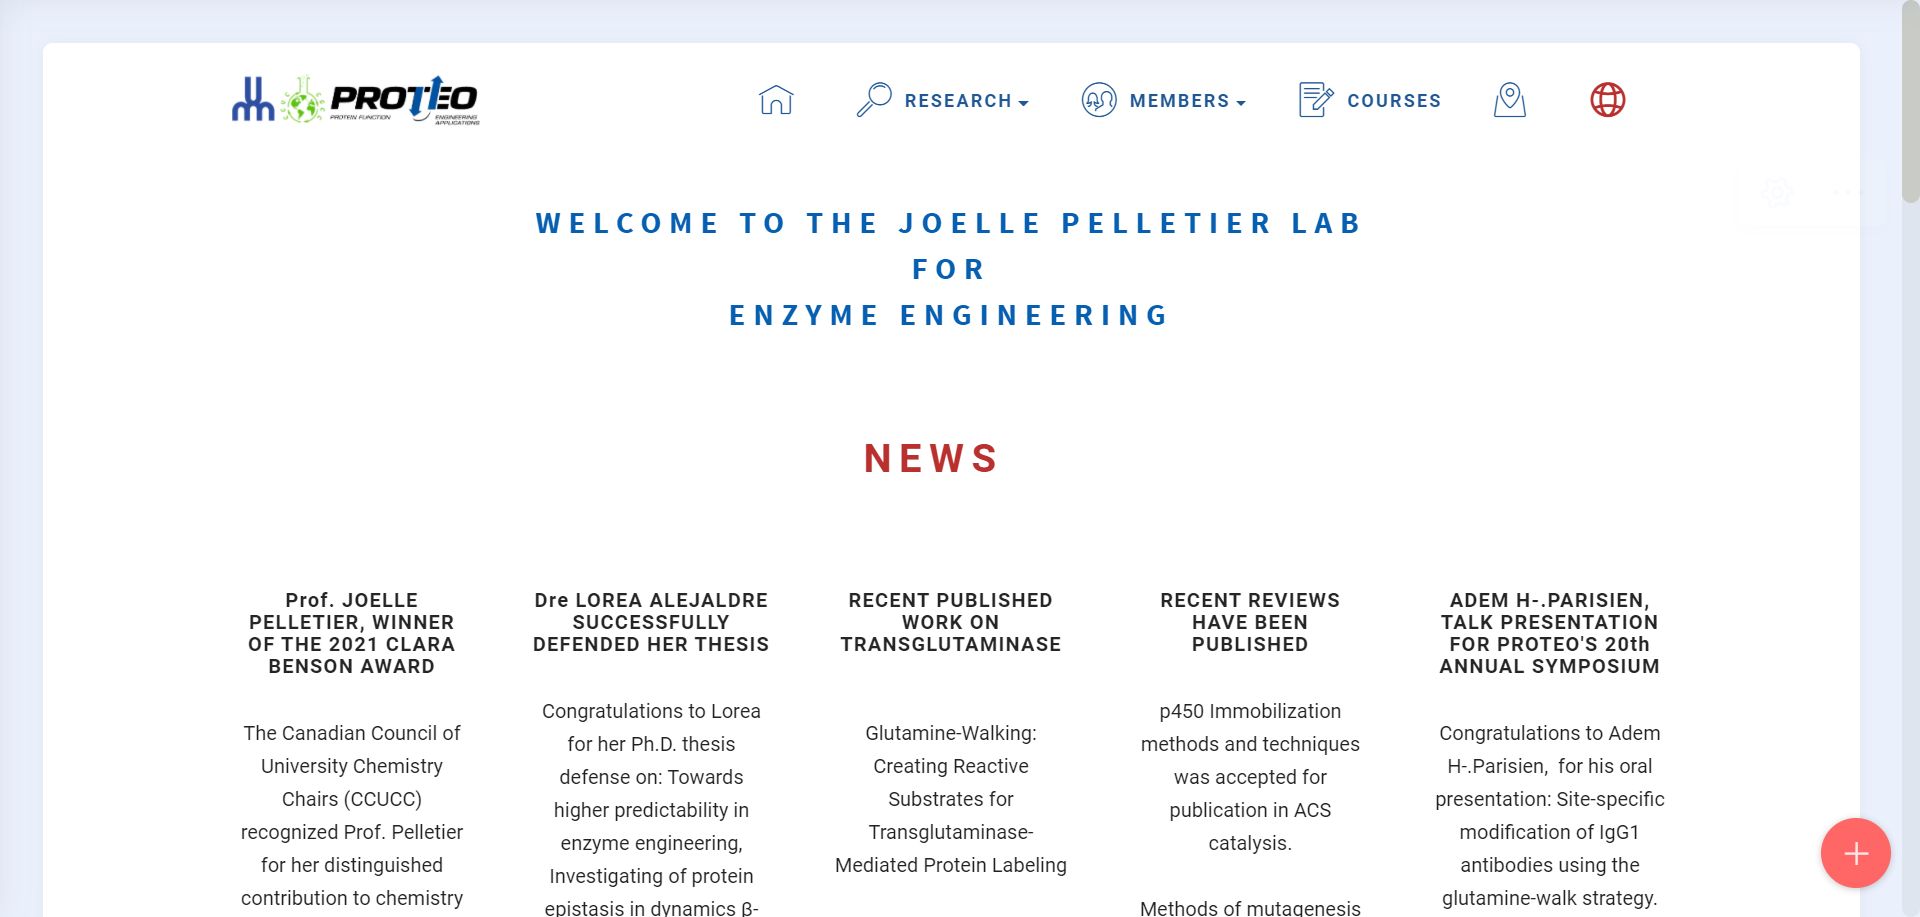 PROTEO
PROTEIN FUNCTION
ENGINEERING
APPLICATIONS
RESEARCH
MEMBERS
COURSES
WELCOME TO THE JOELLE PELLETIER LAB
FOR
ENZYME ENGINEERING
NEWS
Prof. JOELLE
PELLETIER, WINNER
OF THE 2021 CLARA
BENSON AWARD
The Canadian Council of
University Chemistry
Chairs (CCUCC)
recognized Prof. Pelletier
for her distinguished
contribution to chemistry
Dre LOREA ALEJALDRE
SUCCESSFULLY
DEFENDED HER THESIS
Congratulations to Lorea
for her Ph.D. thesis
defense on: Towards
higher predictability in
enzyme engineering,
Investigating of protein
epistasis in dynamics β-
RECENT PUBLISHED
WORK ON
TRANSGLUTAMINASE
Glutamine-Walking:
Creating Reactive
Substrates for
Transglutaminase-
Mediated Protein Labeling
RECENT REVIEWS
HAVE BEEN
PUBLISHED
p450 Immobilization
methods and techniques
was accepted for
publication in ACS
catalysis.
Methods of mutagenesis
ADEM H-.PARISIEN,
TALK PRESENTATION
FOR PROTEO'S 20th
ANNUAL SYMPOSIUM
Congratulations to Adem
H-.Parisien, for his oral
presentation: Site-specific
modification of IgG1
antibodies using the
glutamine-walk strategy.